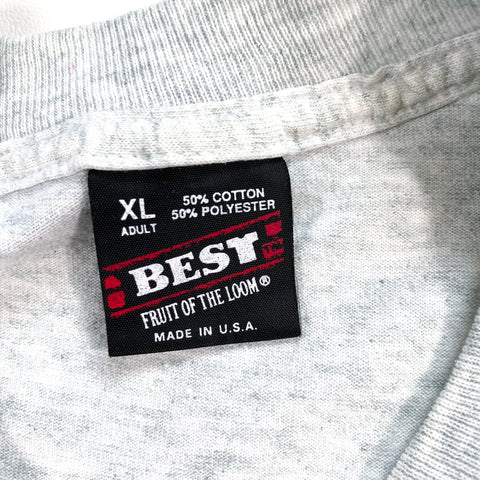 XL 50% COTTON
ADULT 50% POLYESTER
BEST
FRUIT OF THE LOOM®
MADE IN U.S.A.